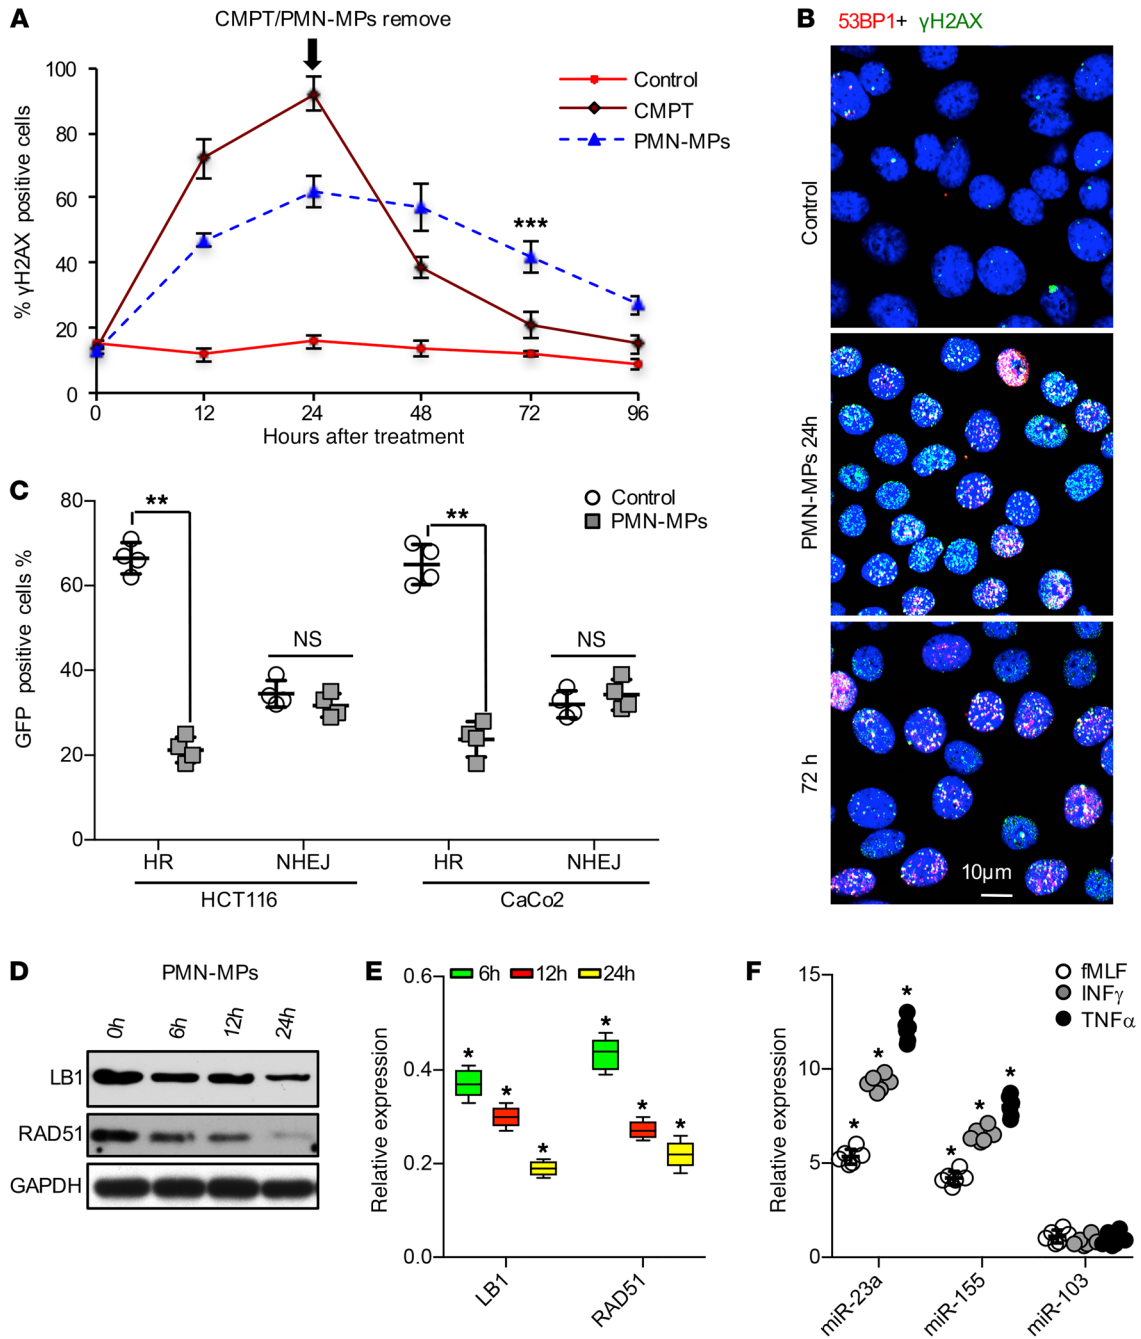 A
CMPT/PMN-MPs remove
100
80
60
40
20
0
% γH2AX positive cells
0 12 24 48 72 96
Hours after treatment
Control
CMPT
PMN-MPs
***
B
53BP1+ γH2AX
Control
PMN-MPs 24h
72 h
10μm
C
80
60
40
20
0
GFP positive cells %
Control
PMN-MPs
**
NS
**
NS
HR NHEJ HR NHEJ
HCT116 CaCo2
D
PMN-MPs
0h 6h 12h 24h
LB1
RAD51
GAPDH
E
6h 12h 24h
0.6
0.4
0.2
0.0
Relative expression
* * * * * *
LB1 RAD51
F
15
10
5
0
Relative expression
fMLF
INFγ
TNFα
* * * * * *
miR-23a miR-155 miR-103